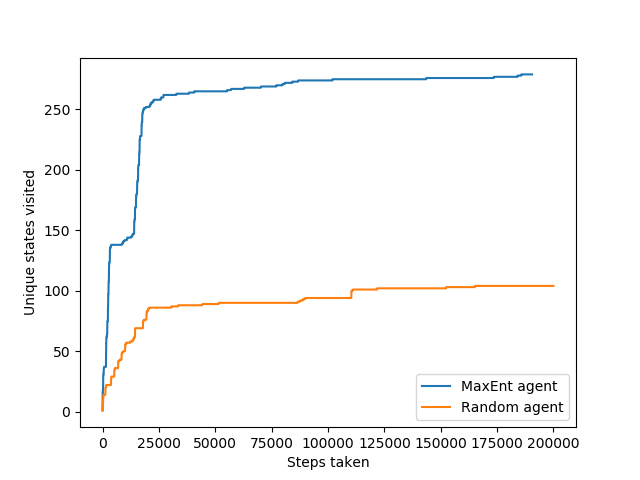 Unique states visited
250
200
150
100
50
0
MaxEnt agent
Random agent
0 25000 50000 75000 100000 125000 150000 175000 200000
Steps taken